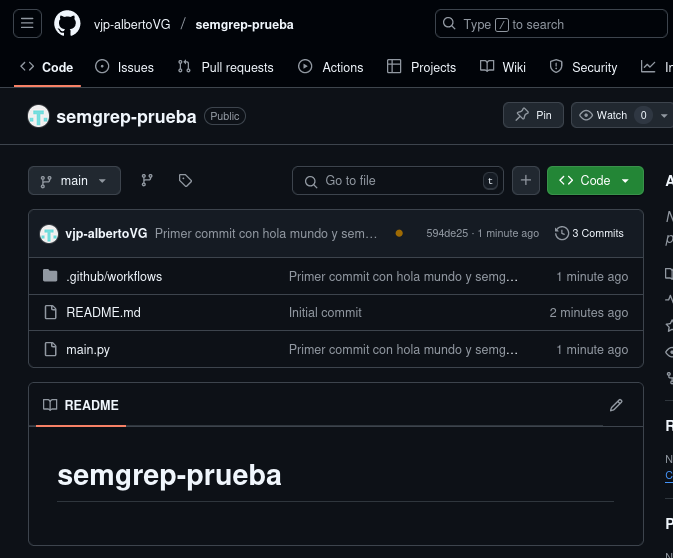 vjp-albertoVG / semgrep-prueba
Type / to search
Code Issues Pull requests Actions Projects Wiki Security
semgrep-prueba Public
Pin Watch 0
main
Go to file t
Code
vjp-albertoVG Primer commit con hola mundo y sem… 594de25 · 1 minute ago 3 Commits
.github/workflows Primer commit con hola mundo y semg… 1 minute ago
README.md Initial commit 2 minutes ago
main.py Primer commit con hola mundo y semg… 1 minute ago
README
semgrep-prueba